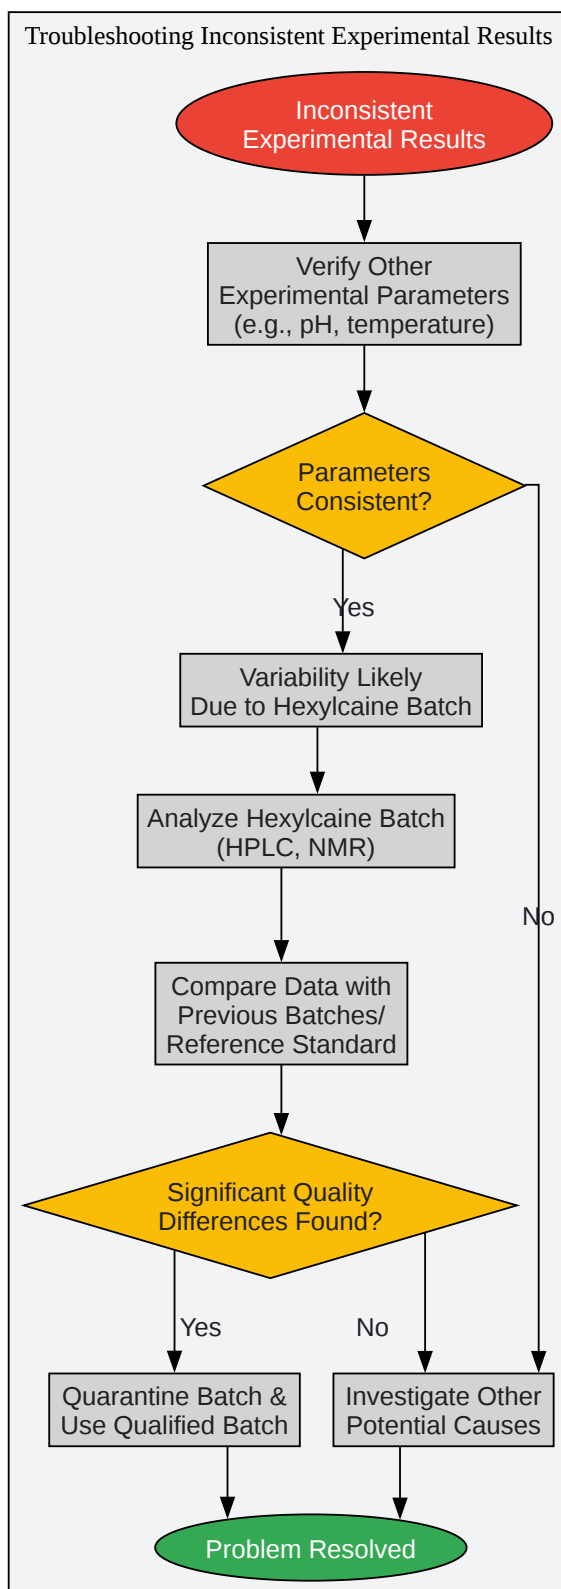 Troubleshooting Inconsistent Experimental Results
Inconsistent
Experimental Results
Verify Other
Experimental Parameters
(e.g., pH, temperature)
Parameters
Consistent?
Yes
Variability Likely
Due to Hexylcaine Batch
Analyze Hexylcaine Batch
(HPLC, NMR)
No
Compare Data with
Previous Batches/
Reference Standard
Significant Quality
Differences Found?
Yes
No
Quarantine Batch &
Use Qualified Batch
Investigate Other
Potential Causes
Problem Resolved